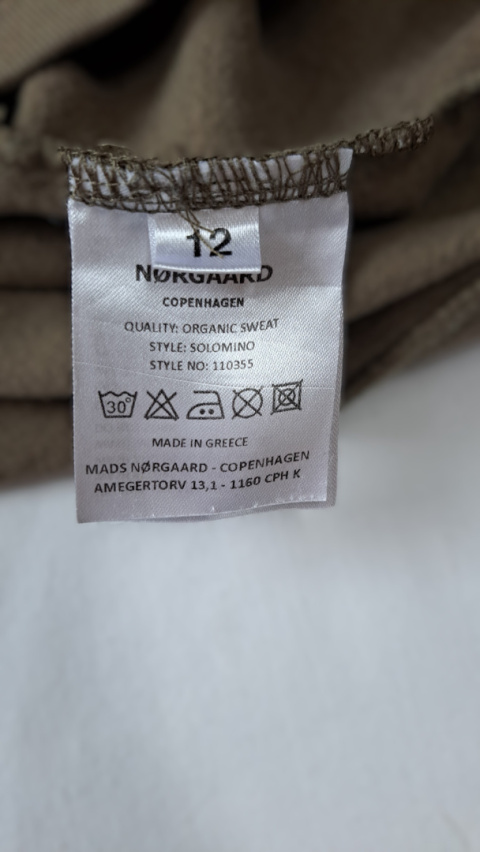 12
NØRGAARD
COPENHAGEN
QUALITY: ORGANIC SWEAT
STYLE: SOLOMINO
STYLE NO: 110355
30°
MADE IN GREECE
MADS NØRGAARD - COPENHAGEN
AMEGERTORV 13,1 - 1160 CPH K